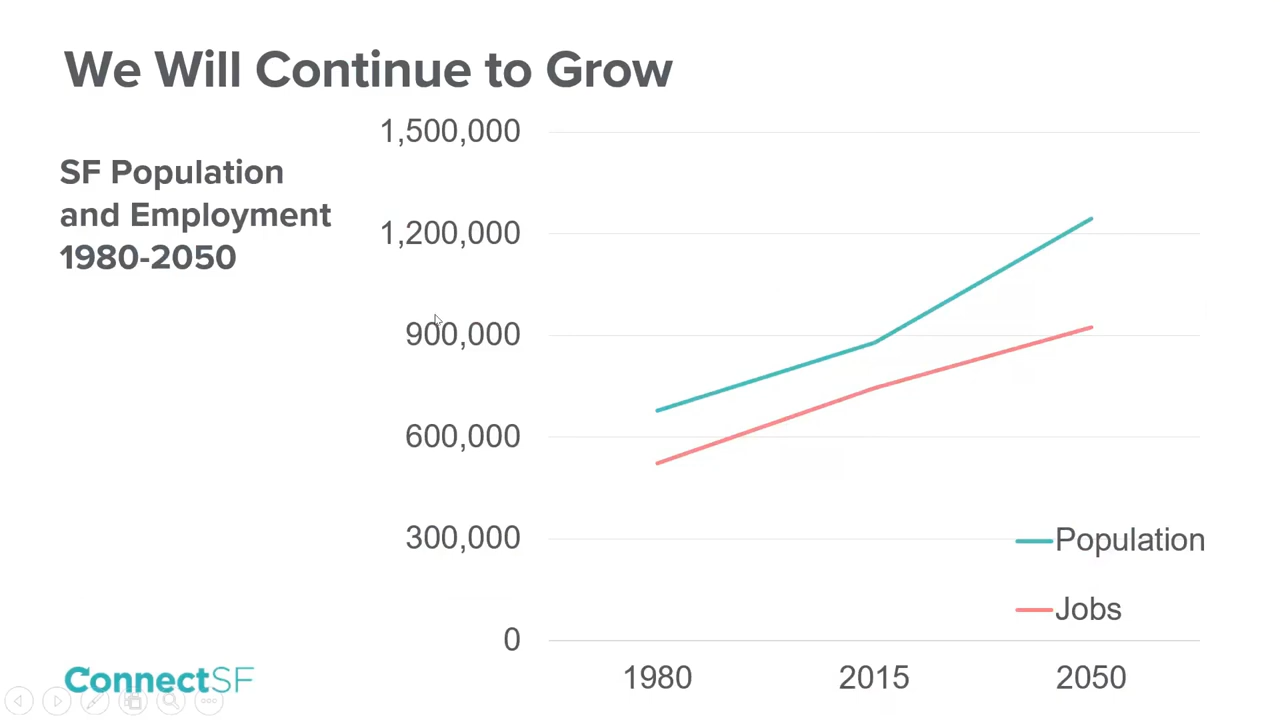 We Will Continue to Grow
SF Population
and Employment
1980-2050
1,500,000
1,200,000
900,000
600,000
300,000
0
1980 2015 2050
Population
Jobs
ConnectSF